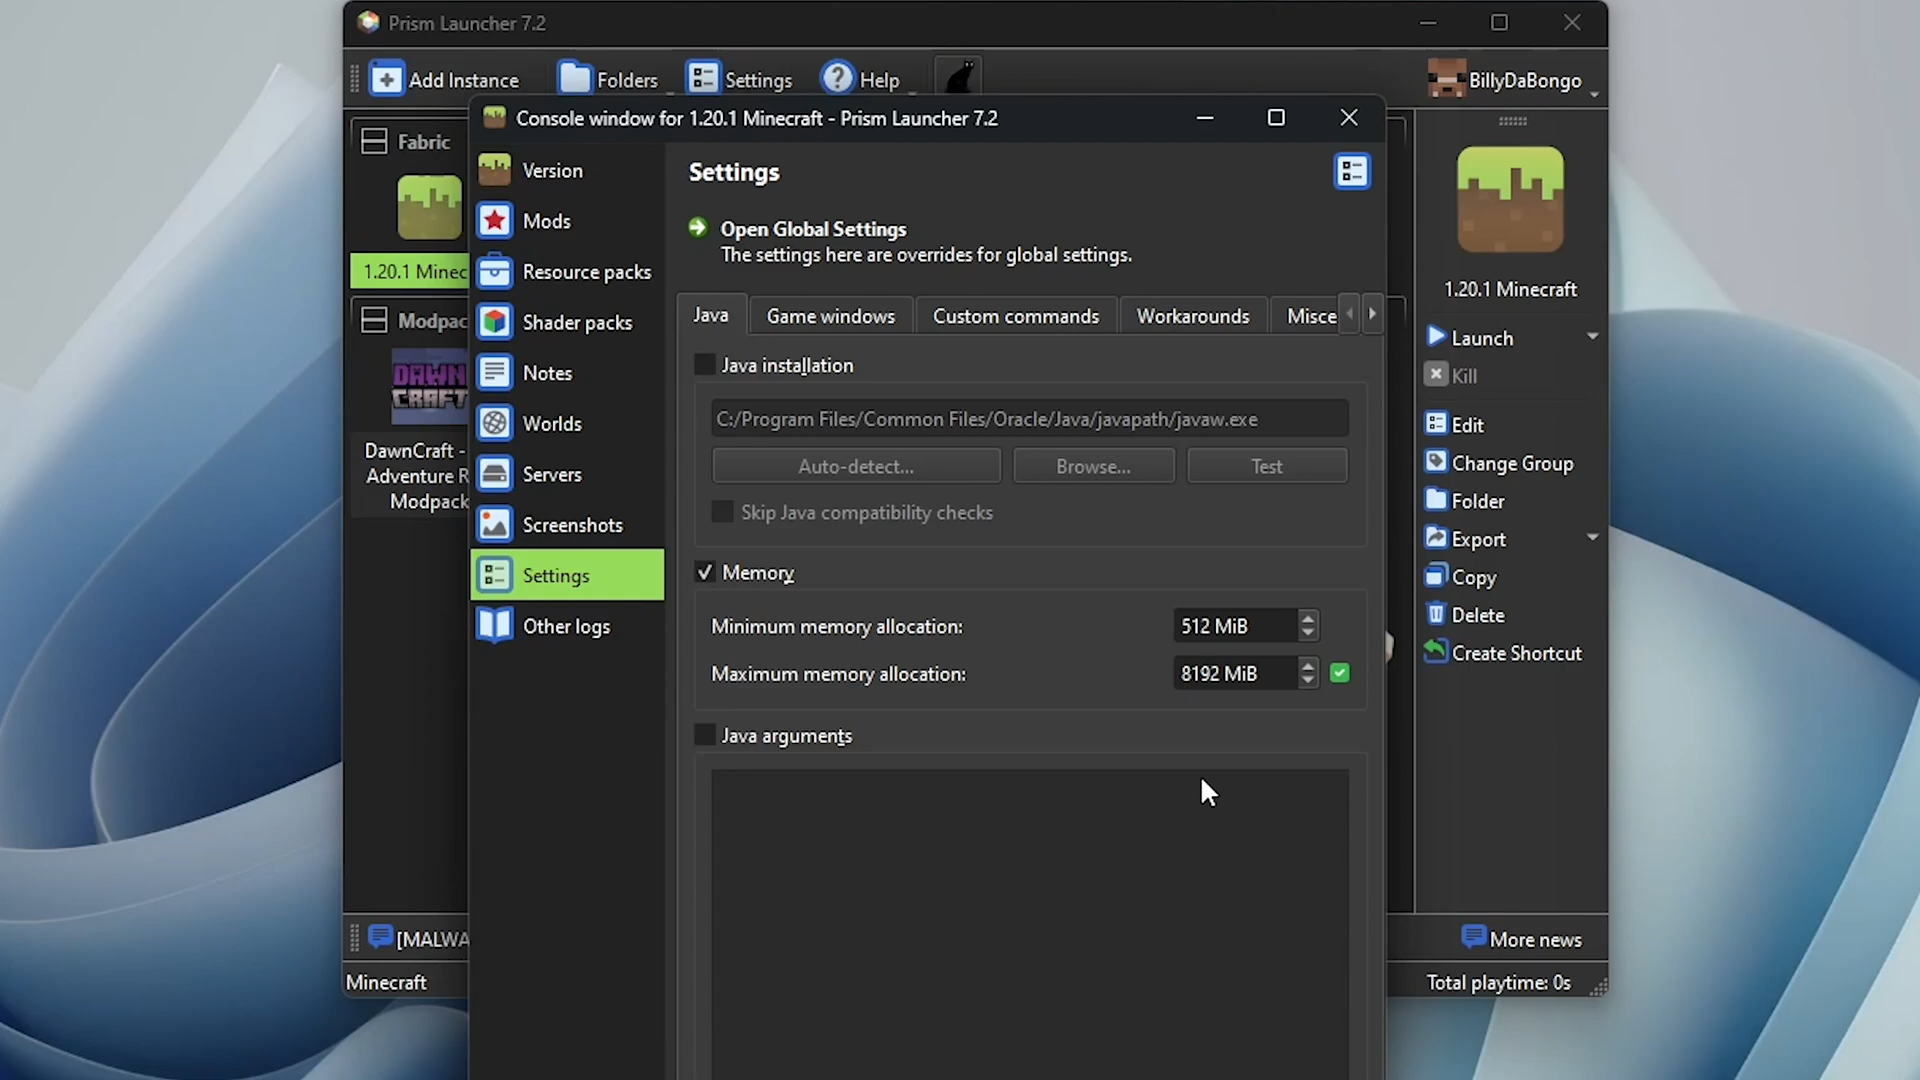 Prism Launcher 7.2
Add Instance
Folders
Settings
Help
BillyDaBongo
Console window for 1.20.1 Minecraft - Prism Launcher 7.2
Fabric
1.20.1 Minec
Modpac
DAWN
CRAFT
DawnCraft -
Adventure R
Modpack
Version
Mods
Resource packs
Shader packs
Notes
Worlds
Servers
Screenshots
Settings
Other logs
Settings
Open Global Settings
The settings here are overrides for global settings.
Java
Game windows
Custom commands
Workarounds
Misce
Java installation
C:/Program Files/Common Files/Oracle/Java/javapath/javaw.exe
Auto-detect...
Browse...
Test
Skip Java compatibility checks
Memory
Minimum memory allocation:
512 MiB
Maximum memory allocation:
8192 MiB
Java arguments
1.20.1 Minecraft
Launch
Kill
Edit
Change Group
Folder
Export
Copy
Delete
Create Shortcut
[MALWA
More news
Minecraft
Total playtime: 0s